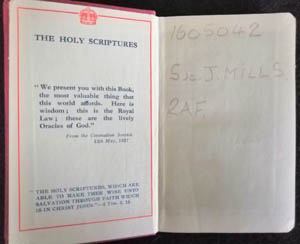 THE HOLY SCRIPTURES
"We present you with this Book,
the most valuable thing that
this world affords. Here is
wisdom; this is the Royal
Law; these are the lively
Oracles of God."
From the Coronation Service
12th May, 1937
"THE HOLY SCRIPTURES, WHICH ARE
ABLE TO MAKE THEE WISE UNTO
SALVATION THROUGH FAITH WHICH
IS IN CHRIST JESUS."—2 Tim. 3. 15
1605042
J. MILLS.
2AF